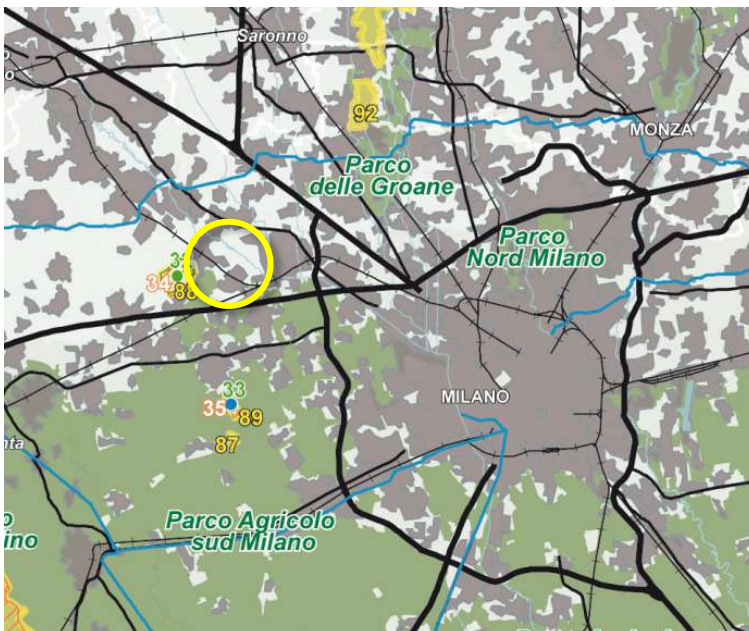 Saronno
o
92
MONZA
Parco
delle Groane
Parco
Nord Milano
34
88
33
35
89
87
MILANO
nta
Parco Agricolo
sud Milano
o
ino